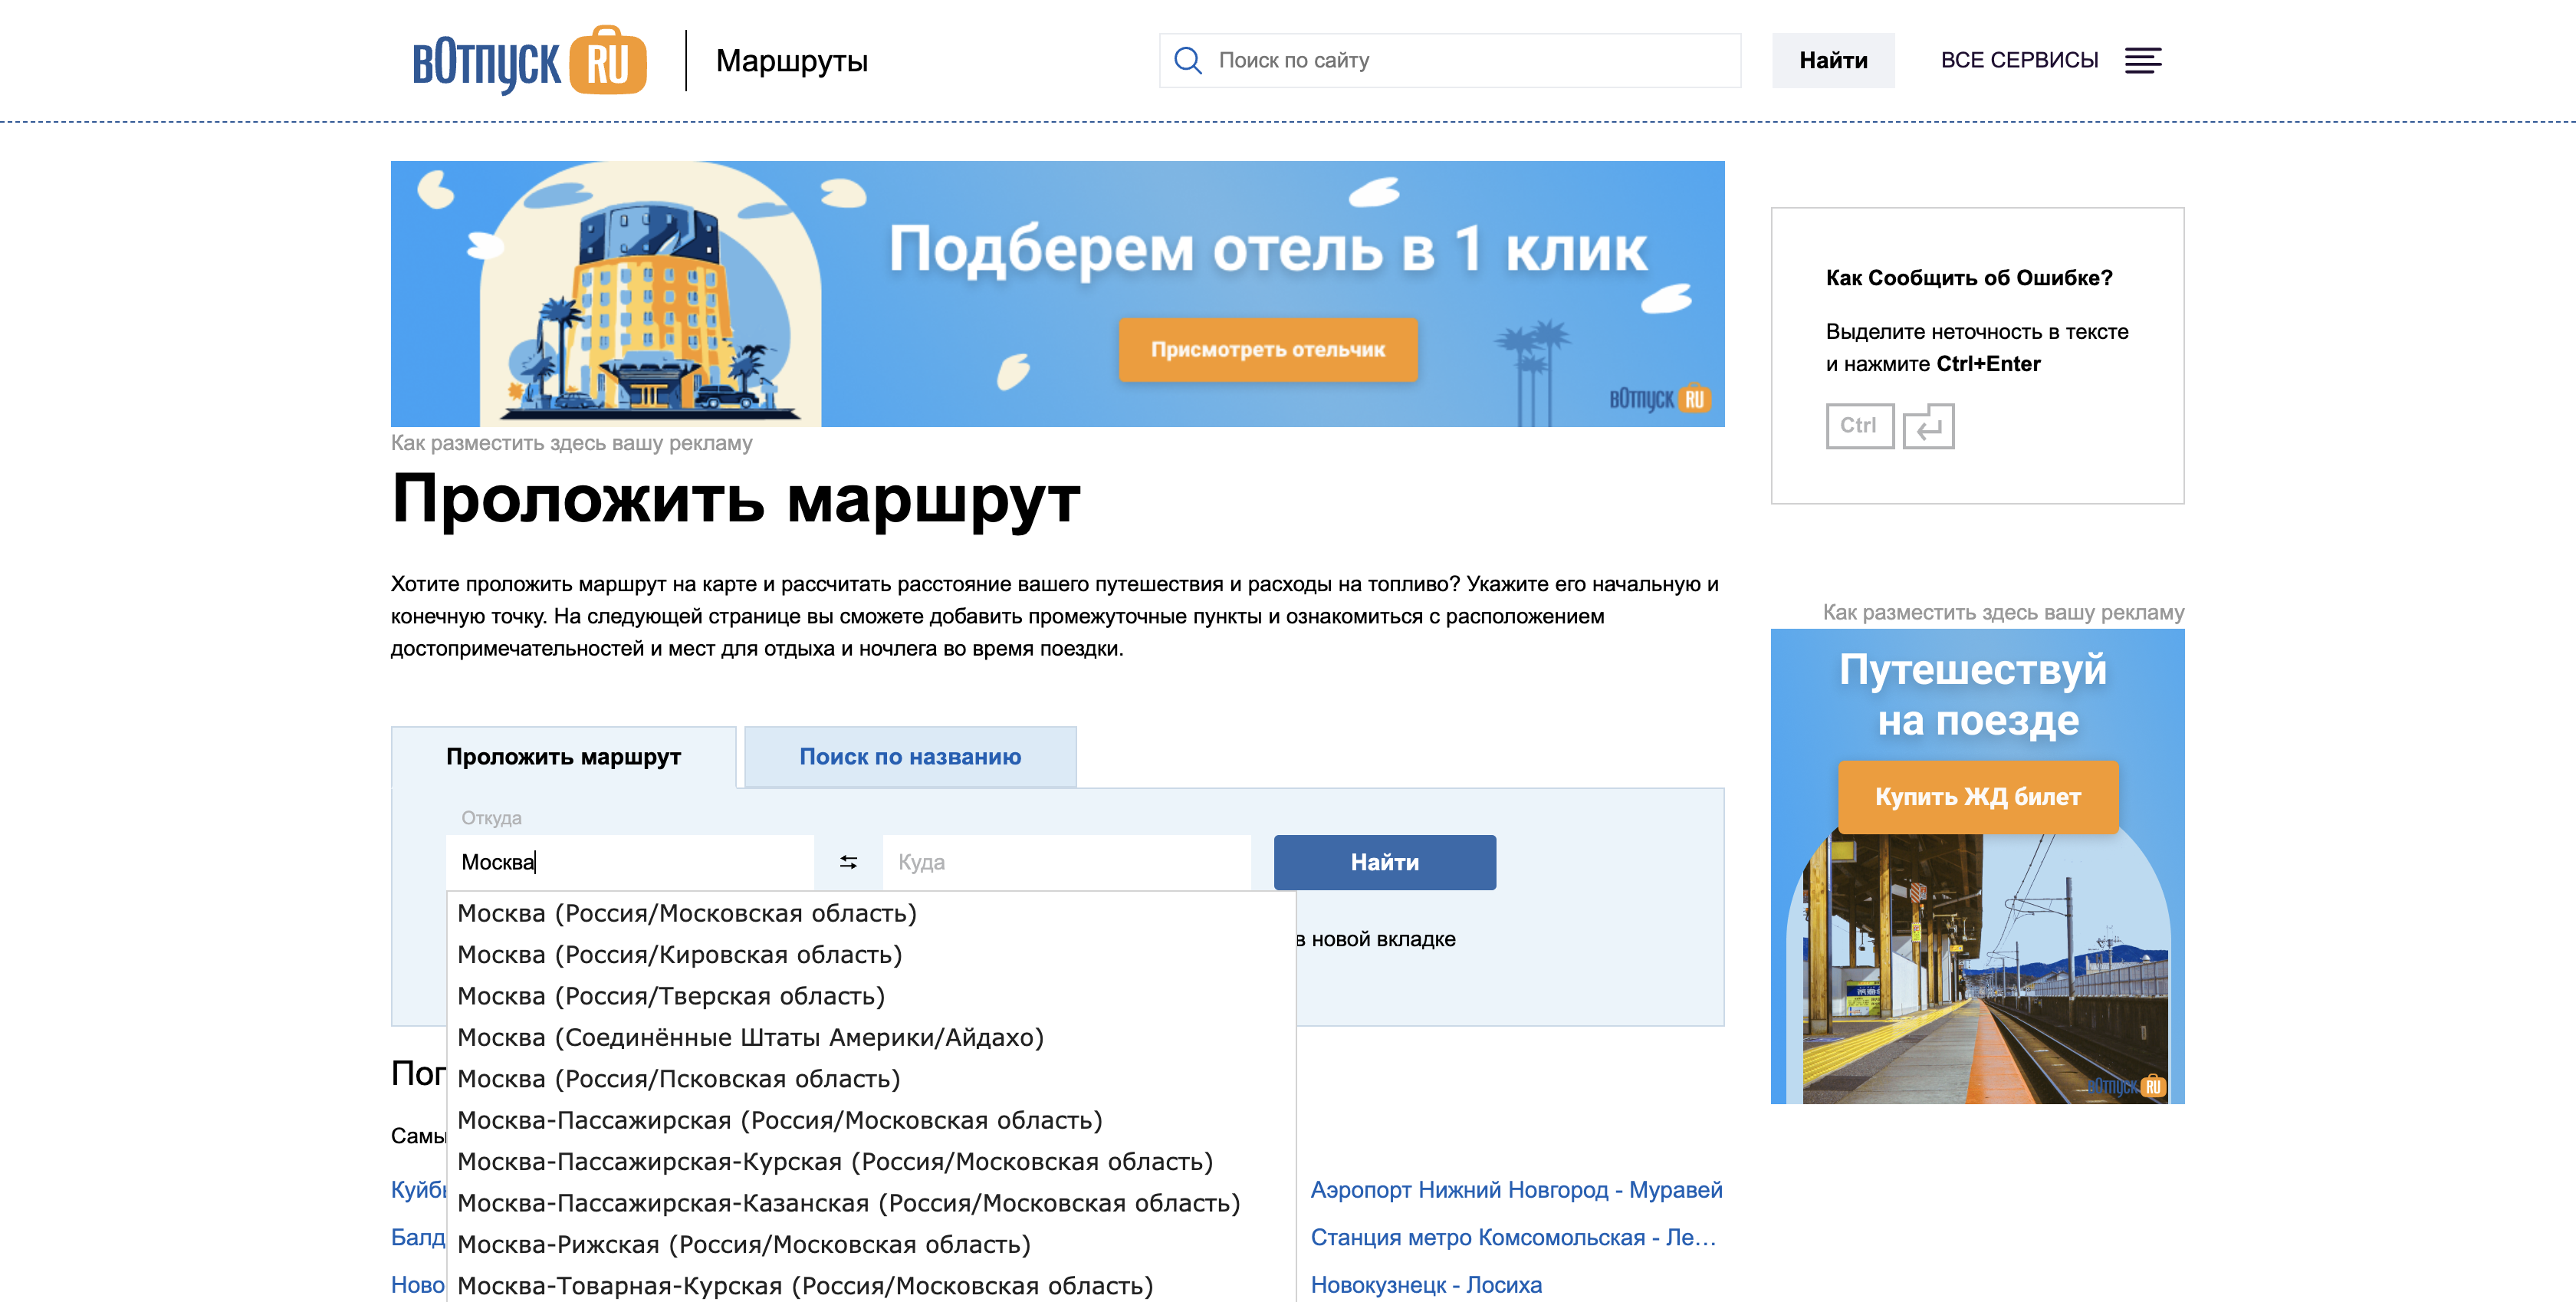 вОтпуск RU
Маршруты
Поиск по сайту
Найти
ВСЕ СЕРВИСЫ
Подберем отель в 1 клик
Присмотреть отельчик
вОтпуск RU
Как разместить здесь вашу рекламу
Проложить маршрут
Хотите проложить маршрут на карте и рассчитать расстояние вашего путешествия и расходы на топливо? Укажите его начальную и
конечную точку. На следующей странице вы сможете добавить промежуточные пункты и ознакомиться с расположением
достопримечательностей и мест для отдыха и ночлега во время поездки.
Проложить маршрут
Поиск по названию
Откуда
Москва
Куда
Найти
Москва (Россия/Московская область)
Москва (Россия/Кировская область)
в новой вкладке
Москва (Россия/Тверская область)
Москва (Соединённые Штаты Америки/Айдахо)
Москва (Россия/Псковская область)
Москва-Пассажирская (Россия/Московская область)
Москва-Пассажирская-Курская (Россия/Московская область)
Москва-Пассажирская-Казанская (Россия/Московская область)
Москва-Рижская (Россия/Московская область)
Москва-Товарная-Курская (Россия/Московская область)
Самы
Балд
Ново
Аэропорт Нижний Новгород - Муравей
Станция метро Комсомольская - Ле...
Новокузнецк - Лосиха
Как Сообщить об Ошибке?
Выделите неточность в тексте
и нажмите Ctrl+Enter
Ctrl
Как разместить здесь вашу рекламу
Путешествуй
на поезде
Купить ЖД билет
вОтпуск RU